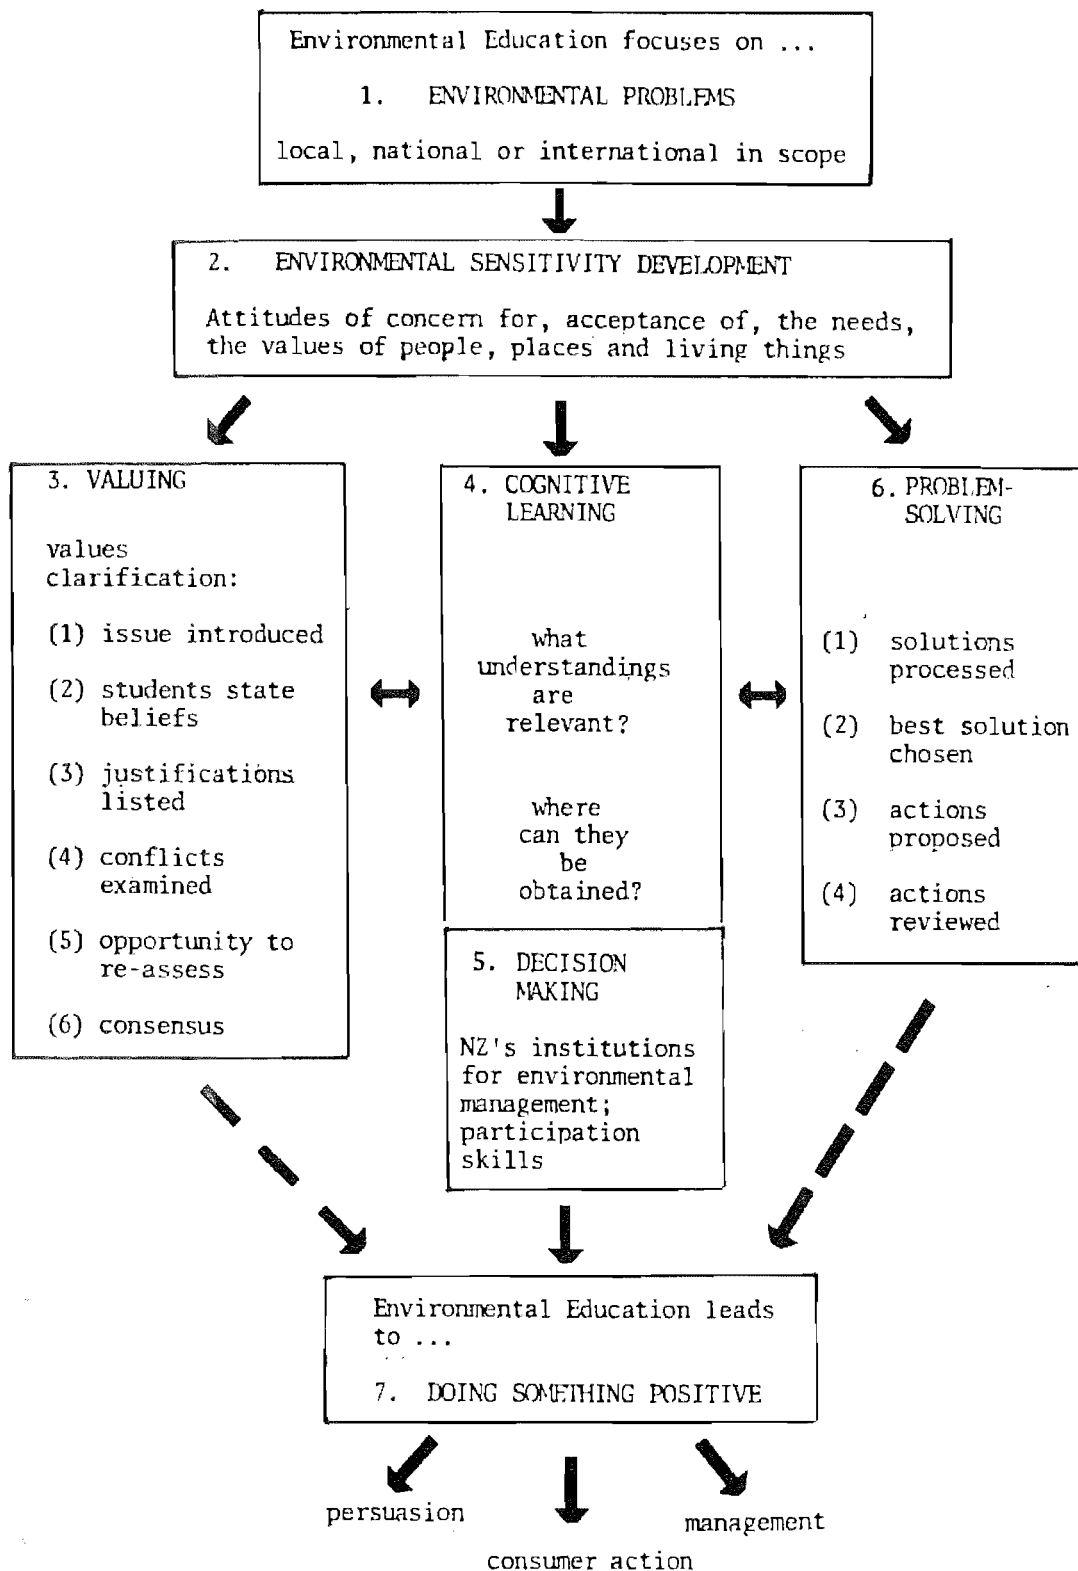 Environmental Education focuses on ...
1. ENVIRONMENTAL PROBLEMS
local, national or international in scope
2. ENVIRONMENTAL SENSITIVITY DEVELOPMENT
Attitudes of concern for, acceptance of, the needs,
the values of people, places and living things
3. VALUING
values
clarification:
(1) issue introduced
(2) students state
beliefs
(3) justifications
listed
(4) conflicts
examined
(5) opportunity to
re-assess
(6) consensus
4. COGNITIVE
LEARNING
what
understandings
are
relevant?
where
can they
be
obtained?
5. DECISION
MAKING
NZ's institutions
for environmental
management;
participation
skills
6. PROBLEM-
SOLVING
(1) solutions
processed
(2) best solution
chosen
(3) actions
proposed
(4) actions
reviewed
Environmental Education leads
to ...
7. DOING SOMETHING POSITIVE
persuasion
consumer action
management